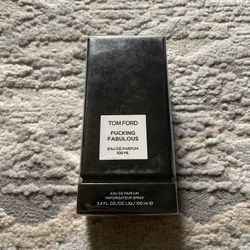 TOM FORD
FUCKING
FABULOUS
EAU DE PARFUM
100 ML
EAU DE PARFUM
VAPORISATEUR SPRAY
3.4 FL.OZ./OZ.LIQ./100 ml ℮